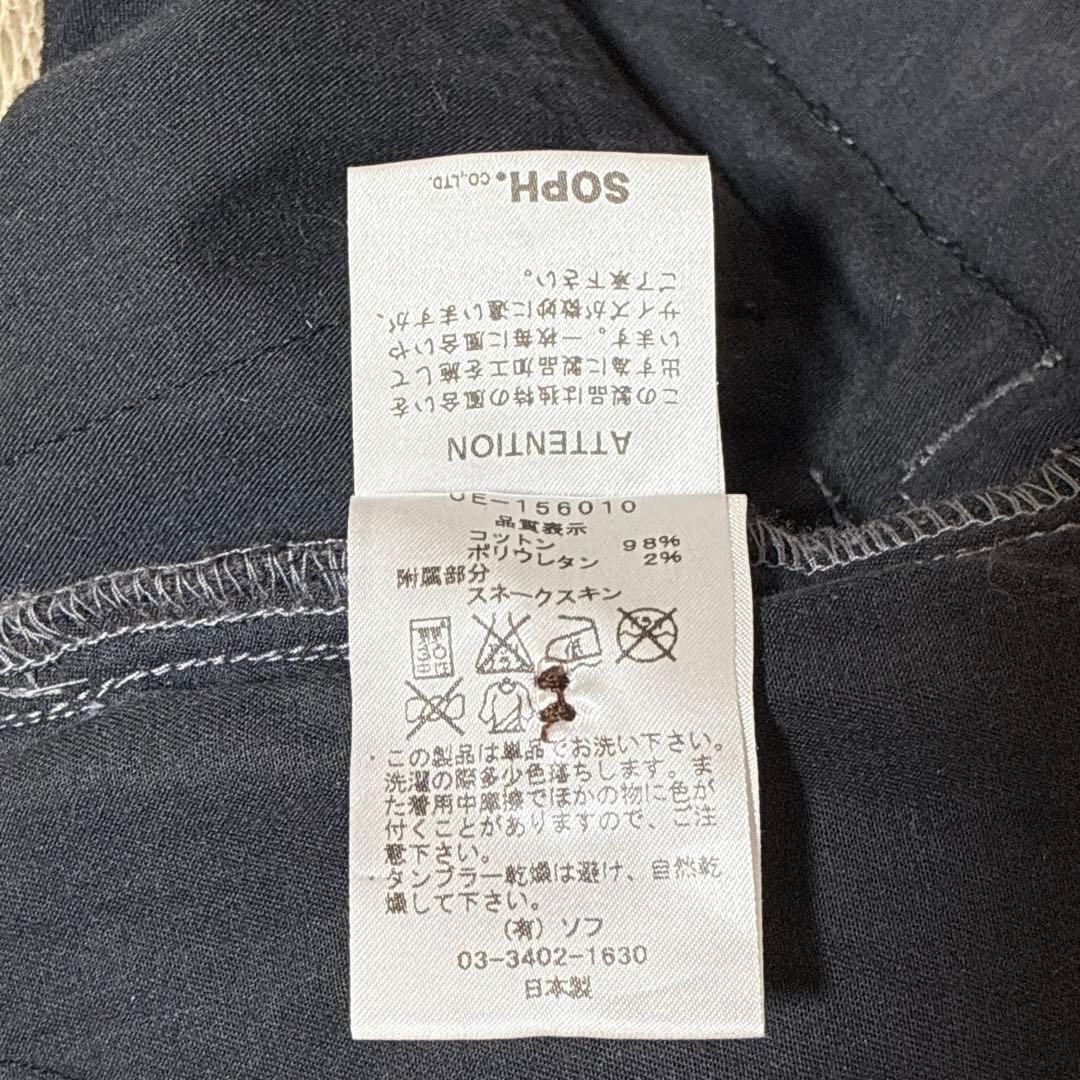 SOPH. CO.,LTD.
ATTENTION
この製品は独特の風合いを
出す為に製品加工を施して
います。一枚毎に風合いや
サイズが微妙に違いますが、
ご了承下さい。
UE-156010
品質表示
コットン 98%
ポリウレタン 2%
附属部分
スネークスキン
・この製品は単品でお洗い下さい。
洗濯の際多少色落ちします。ま
た着用中摩擦でほかの物に色が
付くことがありますので、ご注
意下さい。
・タンブラー乾燥は避け、自然乾
燥して下さい。
(有) ソフ
03-3402-1630
日本製